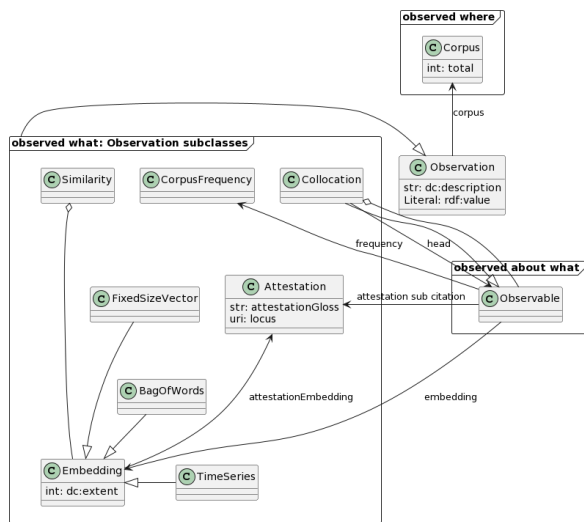 observed where
C Corpus
int: total
corpus
observed what: Observation subclasses
C Observation
str: dc:description
Literal: rdf:value
C Similarity
C CorpusFrequency
C Collocation
frequency
head
observed about what
C Observable
C Attestation
str: attestationGloss
uri: locus
attestation sub citation
C FixedSizeVector
C BagOfWords
attestationEmbedding
embedding
C Embedding
int: dc:extent
C TimeSeries